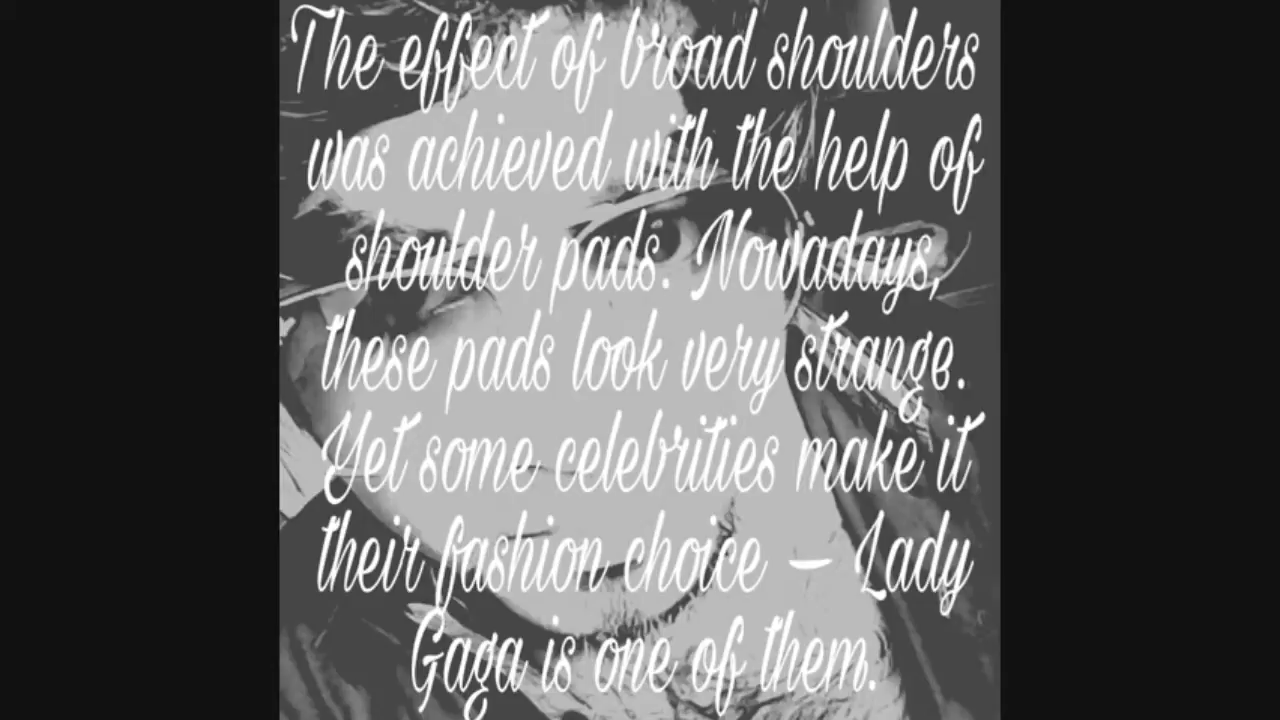 The effect of broad shoulders
was achieved with the help of
shoulder pads. Nowadays,
these pads look very strange.
Yet some celebrities make it
their fashion choice – Lady
Gaga is one of them.